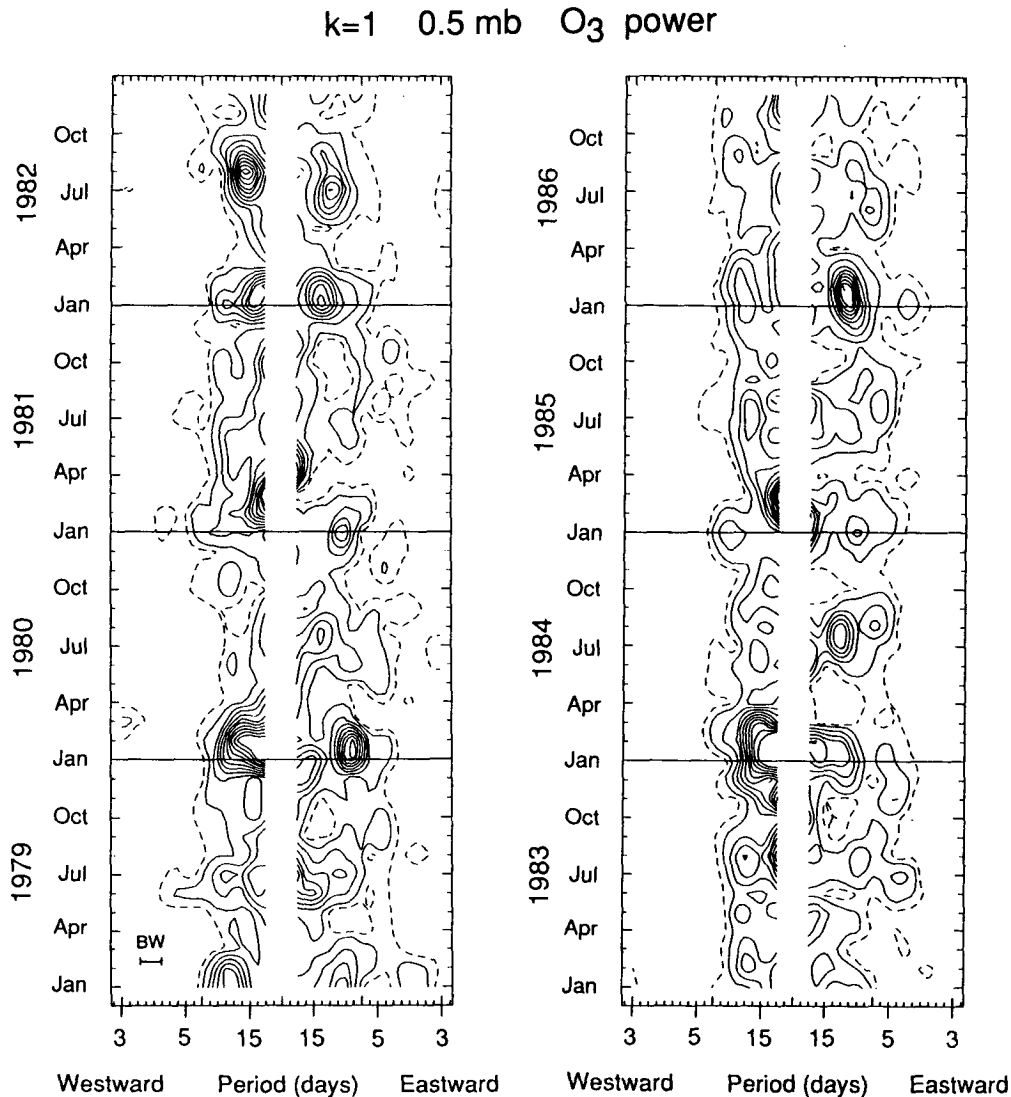 k=1 0.5 mb O3 power
Oct
Jul
Apr
Jan
Oct
Jul
Apr
Jan
Oct
Jul
Apr
Jan
Oct
Jul
Apr
Jan
1982
1981
1980
1979
BW
3 5 15 15 5 3
Westward Period (days) Eastward
Oct
Jul
Apr
Jan
Oct
Jul
Apr
Jan
Oct
Jul
Apr
Jan
Oct
Jul
Apr
Jan
1986
1985
1984
1983
3 5 15 15 5 3
Westward Period (days) Eastward